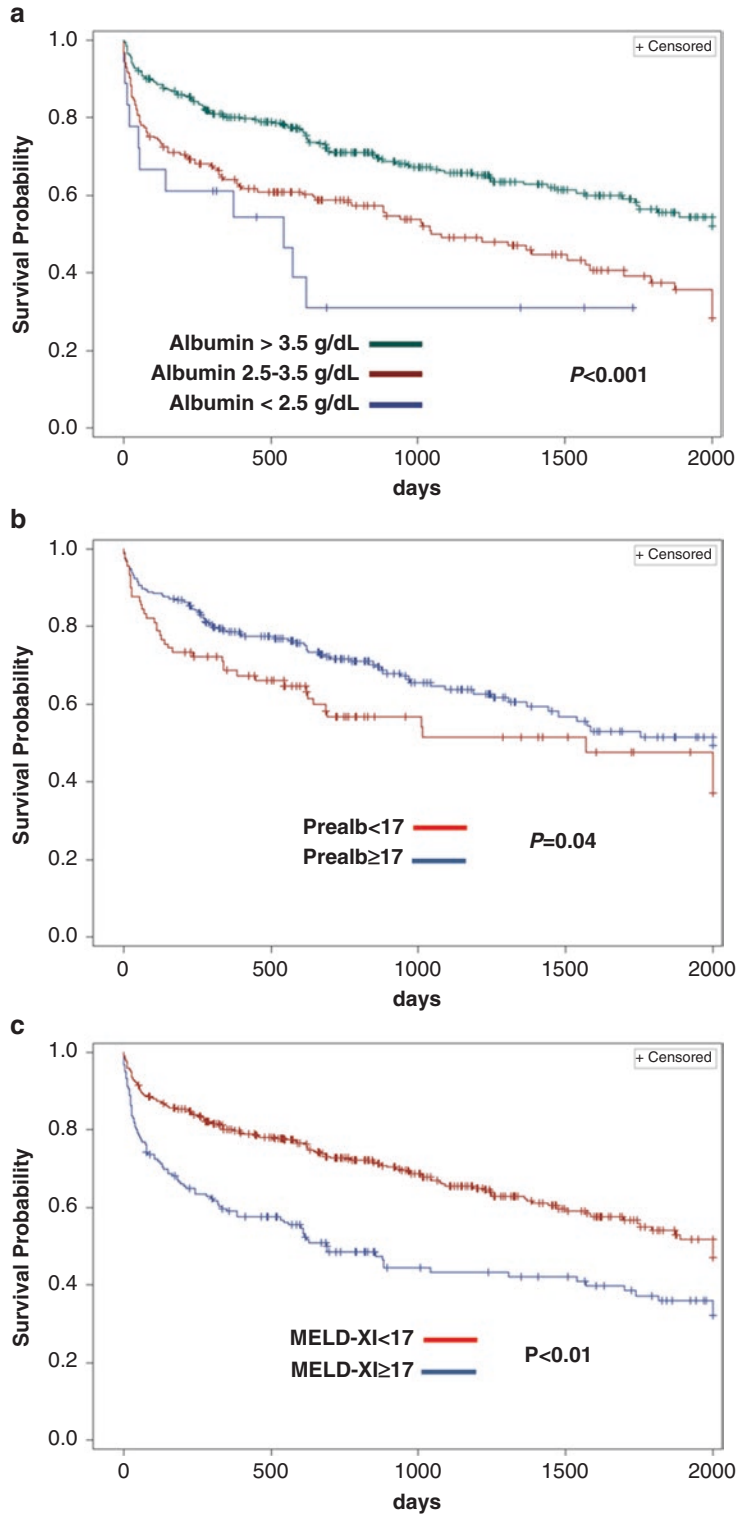 a
+ Censored
1.0
0.8
0.6
0.4
0.2
0.0
Survival Probability
Albumin > 3.5 g/dL
Albumin 2.5-3.5 g/dL
Albumin < 2.5 g/dL
P<0.001
0 500 1000 1500 2000
days
b
+ Censored
1.0
0.8
0.6
0.4
0.2
0.0
Survival Probability
Prealb<17
Prealb≥17
P=0.04
0 500 1000 1500 2000
days
c
+ Censored
1.0
0.8
0.6
0.4
0.2
0.0
Survival Probability
MELD-XI<17
MELD-XI≥17
P<0.01
0 500 1000 1500 2000
days